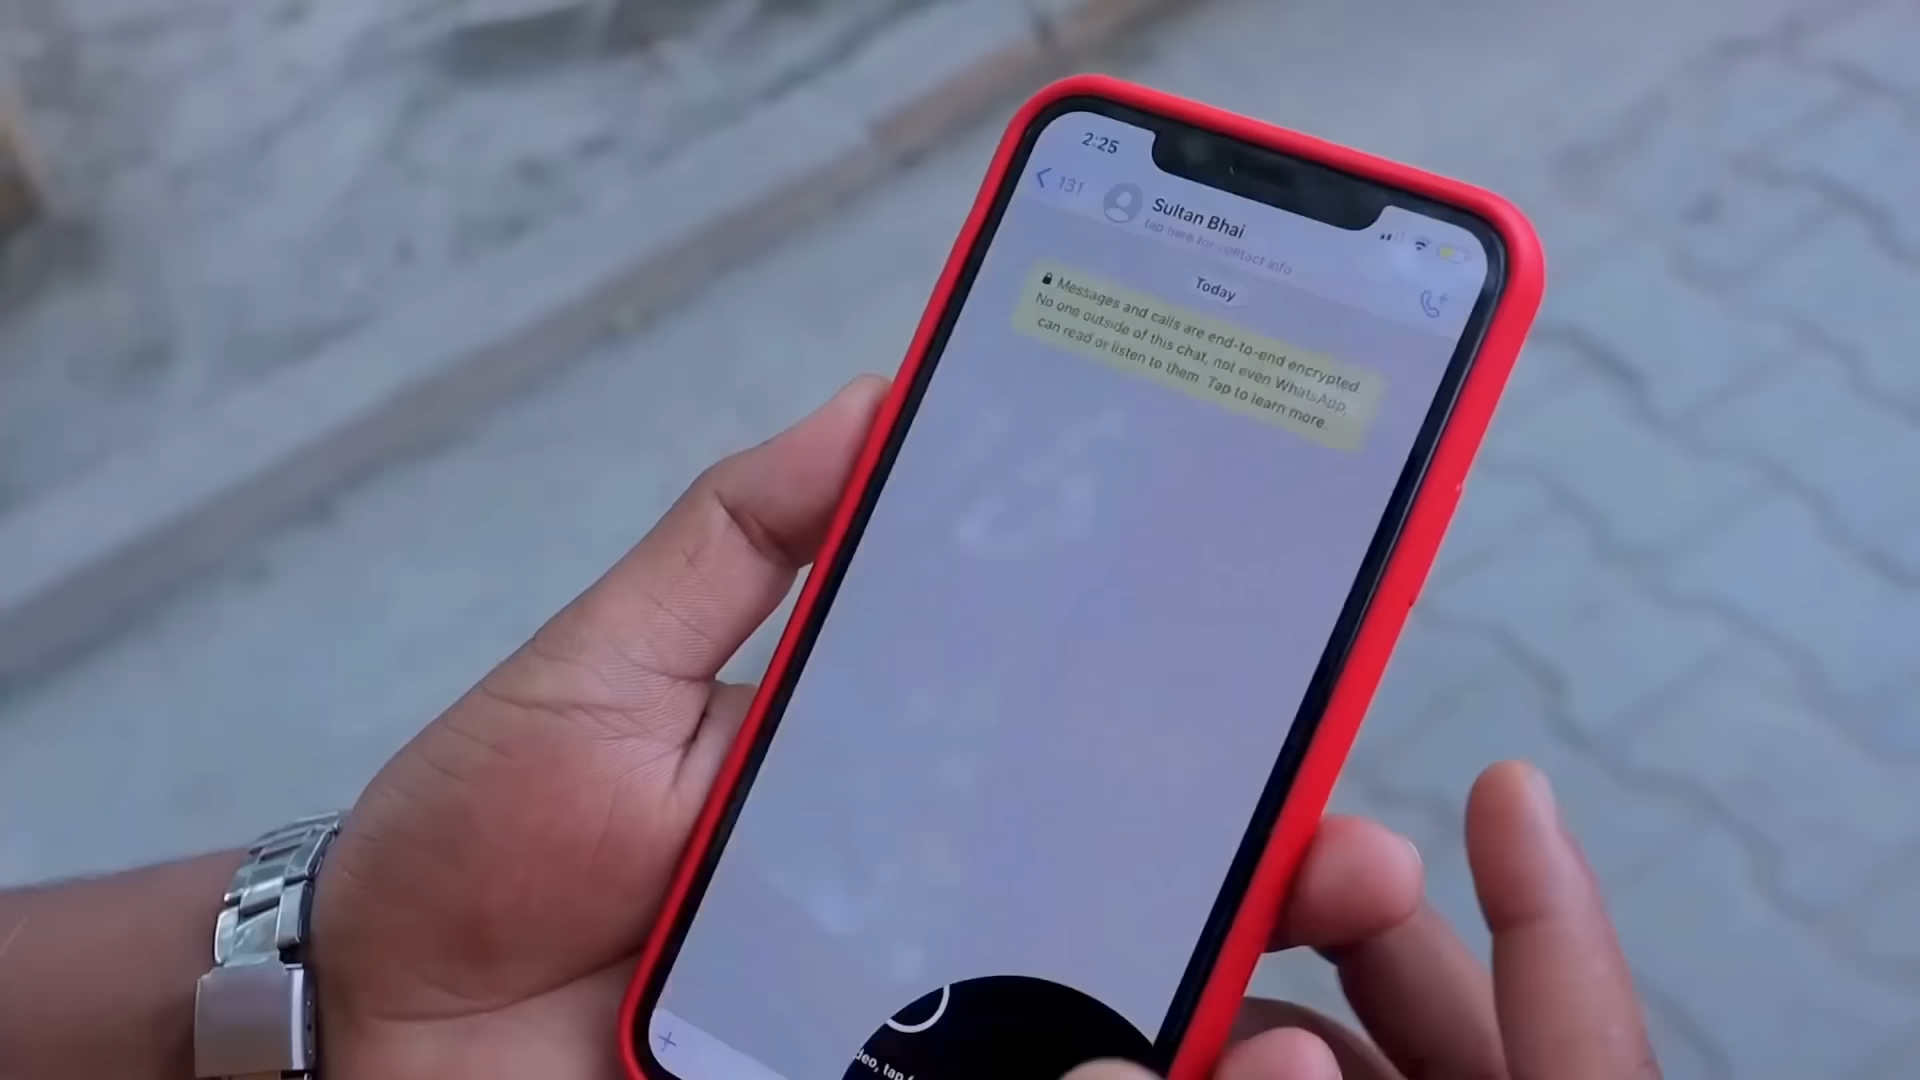 2:25
131
Sultan Bhai
tap here for contact info
Today
Messages and calls are end-to-end encrypted.
No one outside of this chat, not even WhatsApp,
can read or listen to them. Tap to learn more.
deo, tap